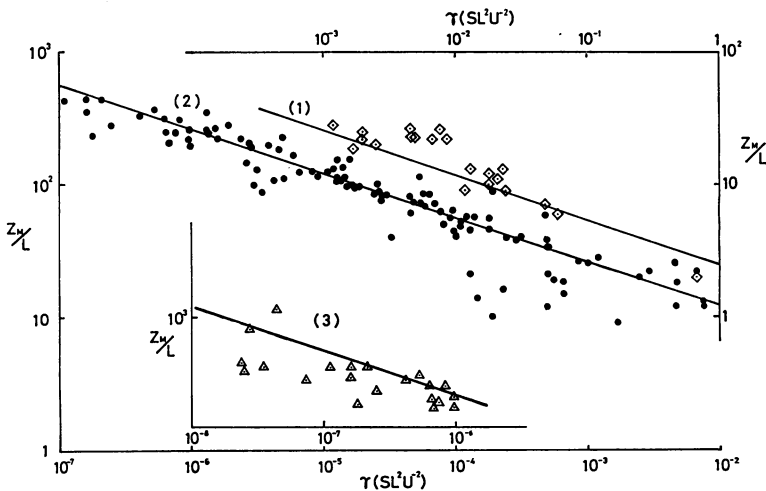 γ(SL²U⁻²)
10⁻³ 10⁻² 10⁻¹ 1
10³ 10²
(2) (1)
Z_M/L
10² 10
Z_M/L
10 1
10³ (3)
Z_M/L
10⁻⁸ 10⁻⁷ 10⁻⁶
1
10⁻⁷ 10⁻⁶ 10⁻⁵ 10⁻⁴ 10⁻³ 10⁻²
γ(SL²U⁻²)